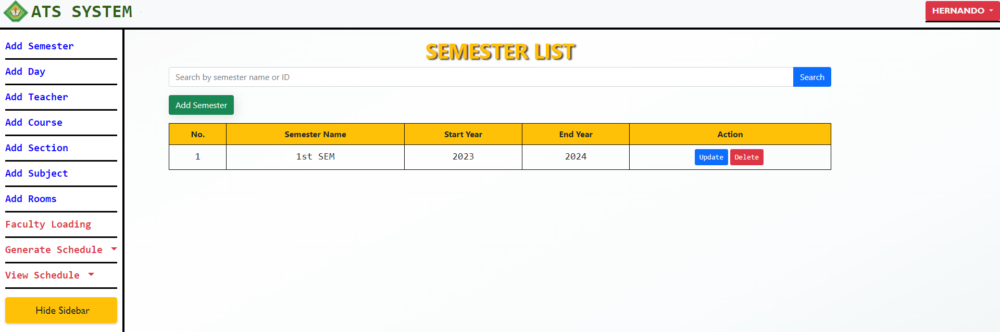 ATS SYSTEM
HERNANDO
Add Semester
Add Day
Add Teacher
Add Course
Add Section
Add Subject
Add Rooms
Faculty Loading
Generate Schedule
View Schedule
Hide Sidebar
SEMESTER LIST
Search by semester name or ID
Search
Add Semester
No. Semester Name Start Year End Year Action
1 1st SEM 2023 2024 Update Delete